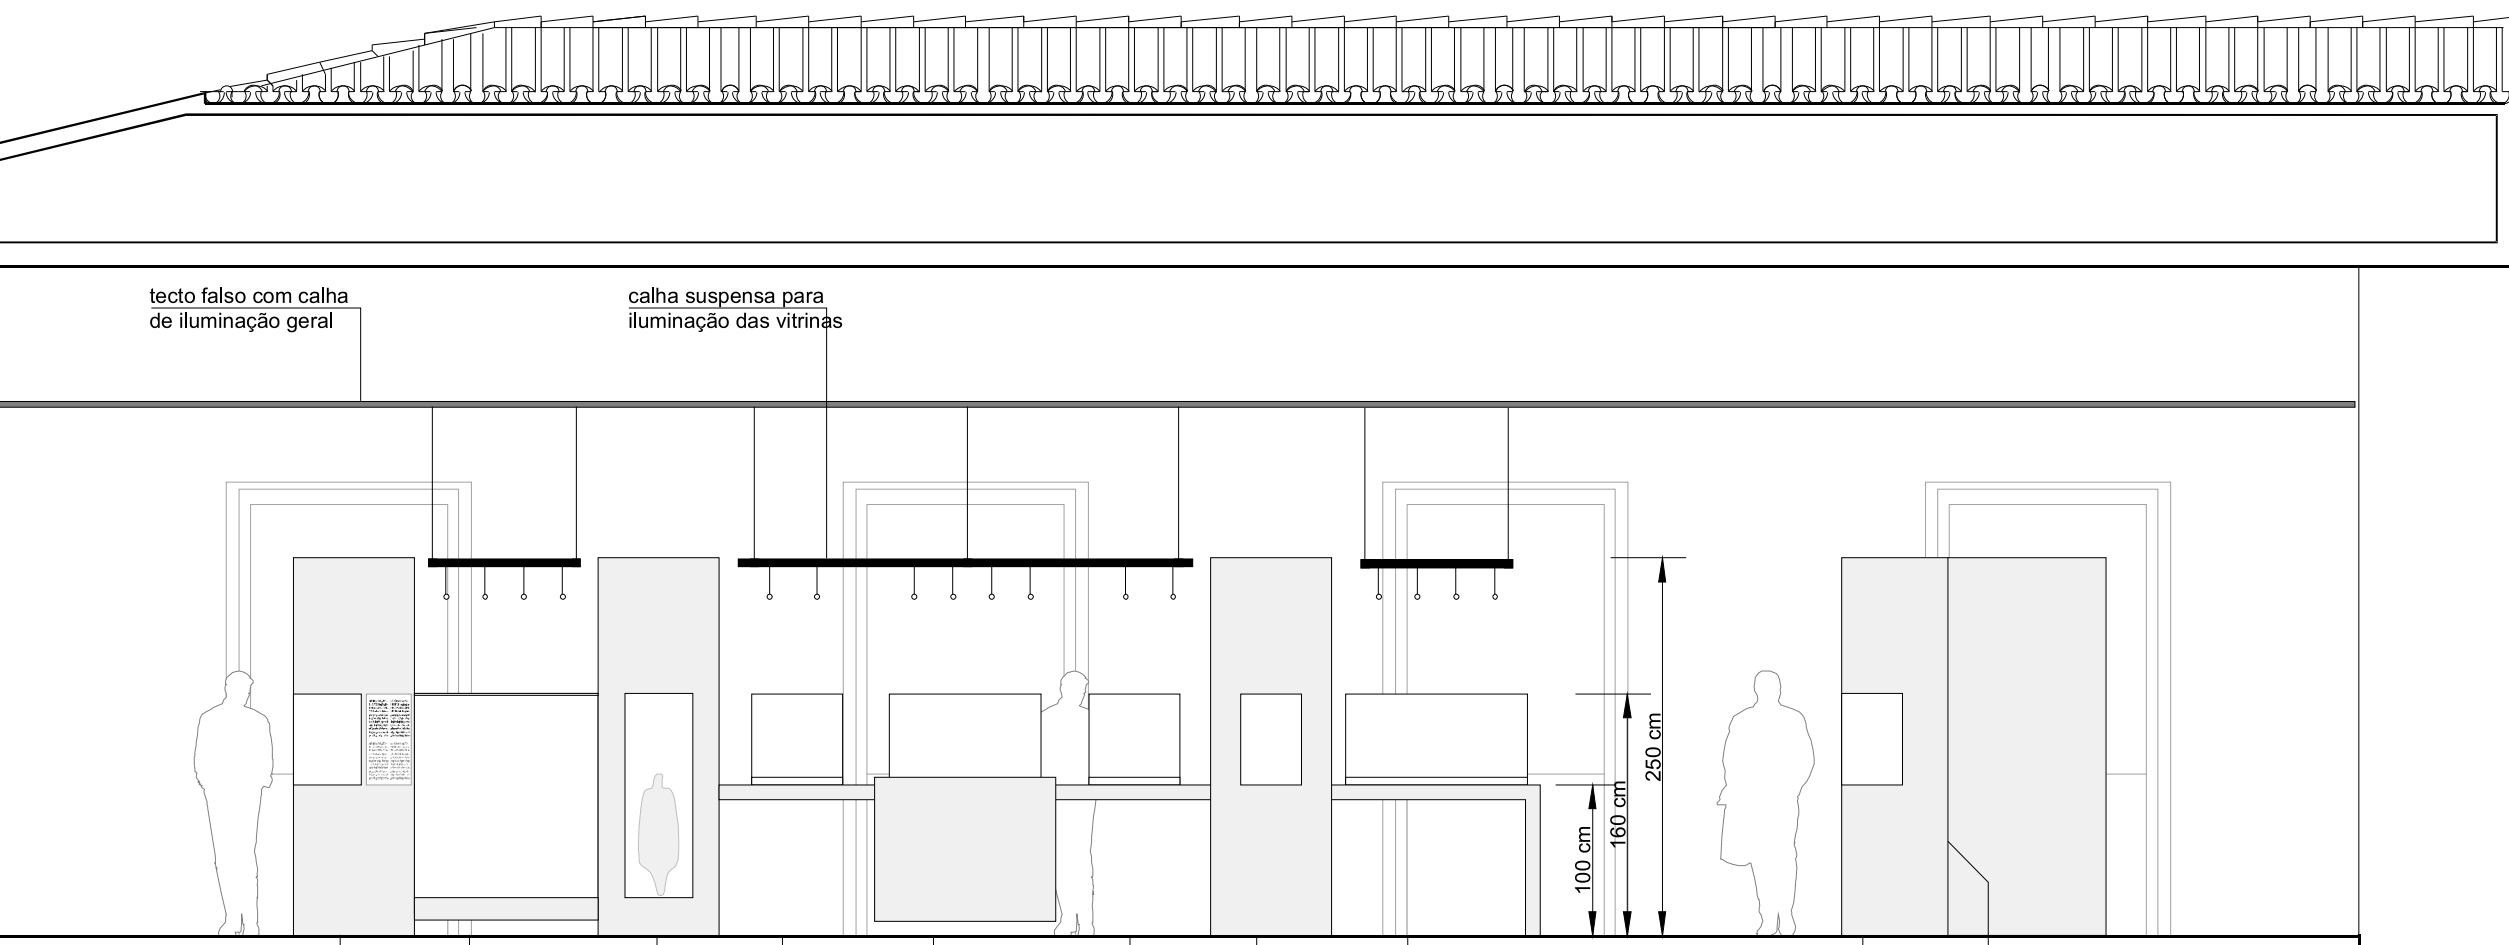 tecto falso com calha
de iluminação geral
calha suspensa para
iluminação das vitrinas
100 cm
160 cm
250 cm